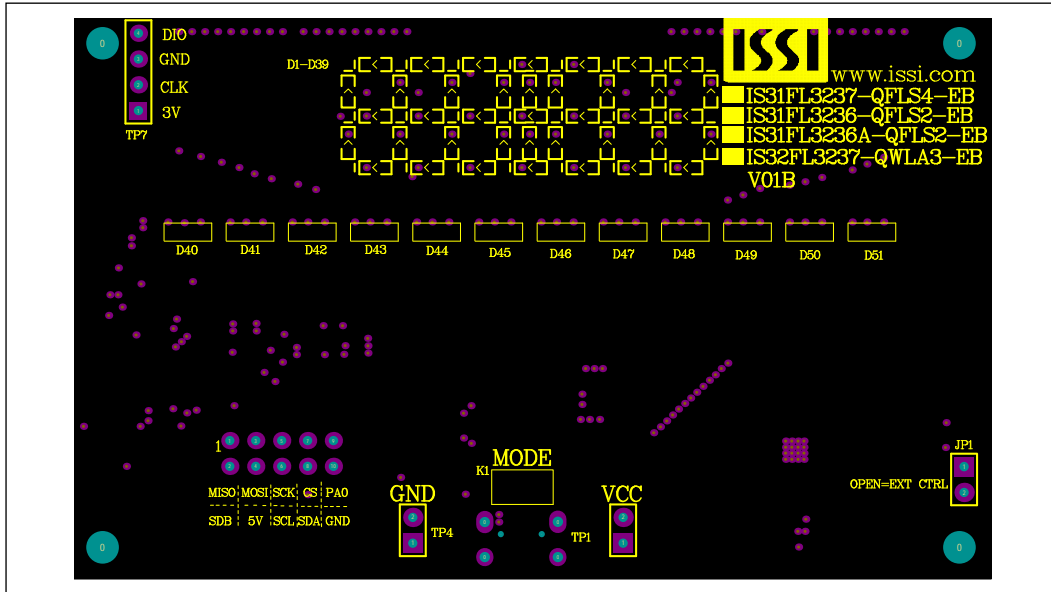 DIO
GND
CLK
3V
TP7
D1-D39
ISSI
www.issi.com
IS31FL3237-QFLS4-EB
IS31FL3236-QFLS2-EB
IS31FL3236A-QFLS2-EB
IS32FL3237-QWLA3-EB
V01B
D40 D41 D42 D43 D44 D45 D46 D47 D48 D49 D50 D51
1
MISO MOSI SCK CS PA0
SDB 5V SCL SDA GND
GND
TP4
MODE
K1
TP1
VCC
JP1
OPEN=EXT CTRL